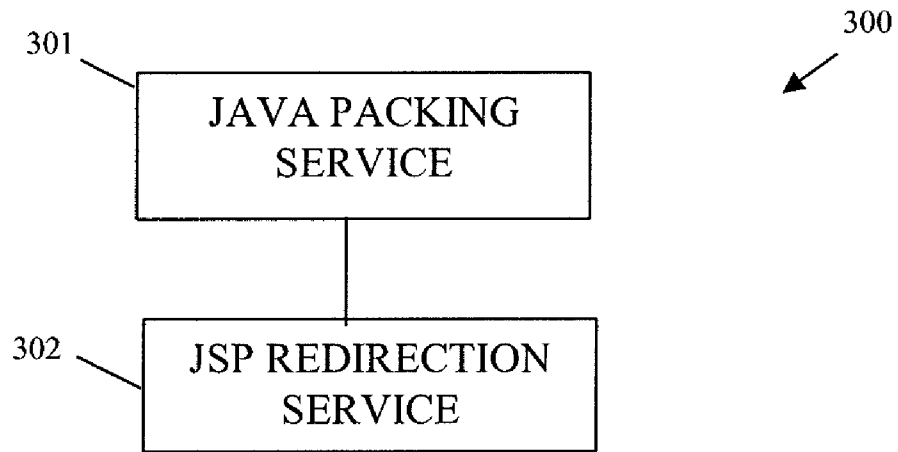 300
301
JAVA PACKING
SERVICE
302
JSP REDIRECTION
SERVICE